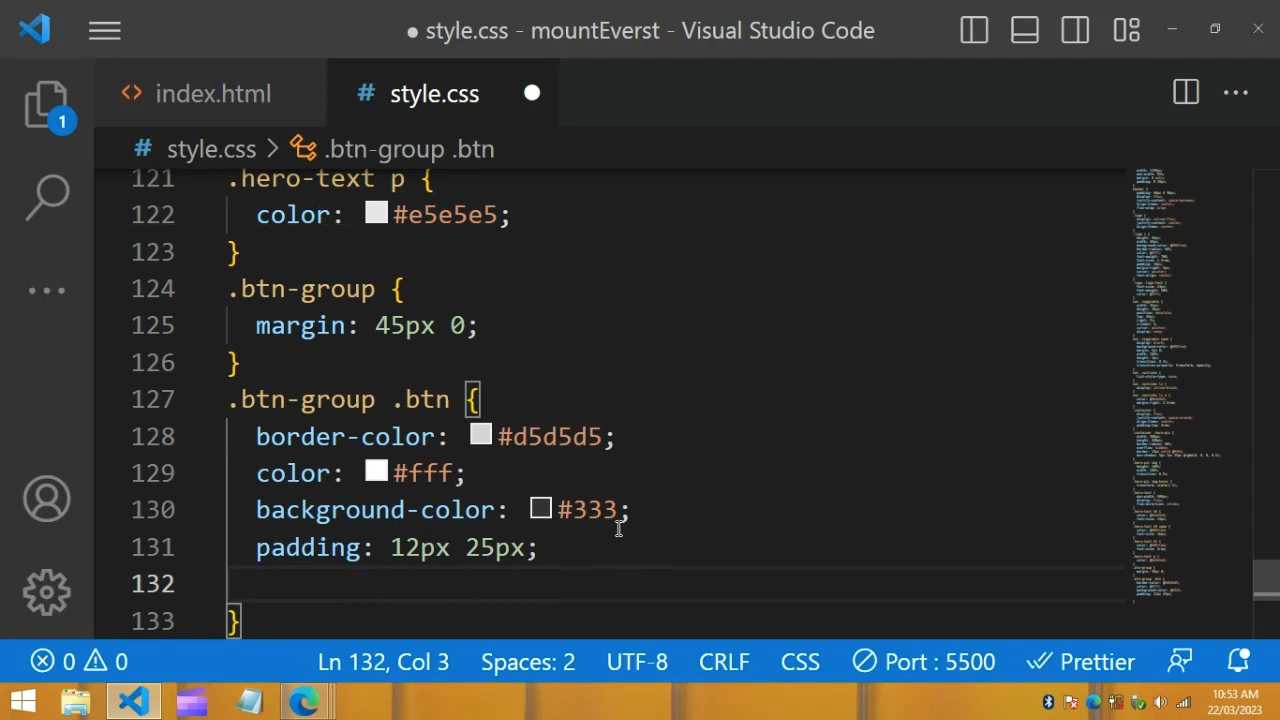 ● style.css - mountEverst - Visual Studio Code
index.html
# style.css
1
# style.css > .btn-group .btn
121 .hero-text p {
122 color: #e5e5e5;
123 }
124 .btn-group {
125 margin: 45px 0;
126 }
127 .btn-group .btn {
128 border-color: #d5d5d5;
129 color: #fff;
130 background-color: #333;
131 padding: 12px 25px;
132
133 }
0 0 Ln 132, Col 3 Spaces: 2 UTF-8 CRLF CSS Port : 5500 Prettier
10:53 AM
22/03/2023